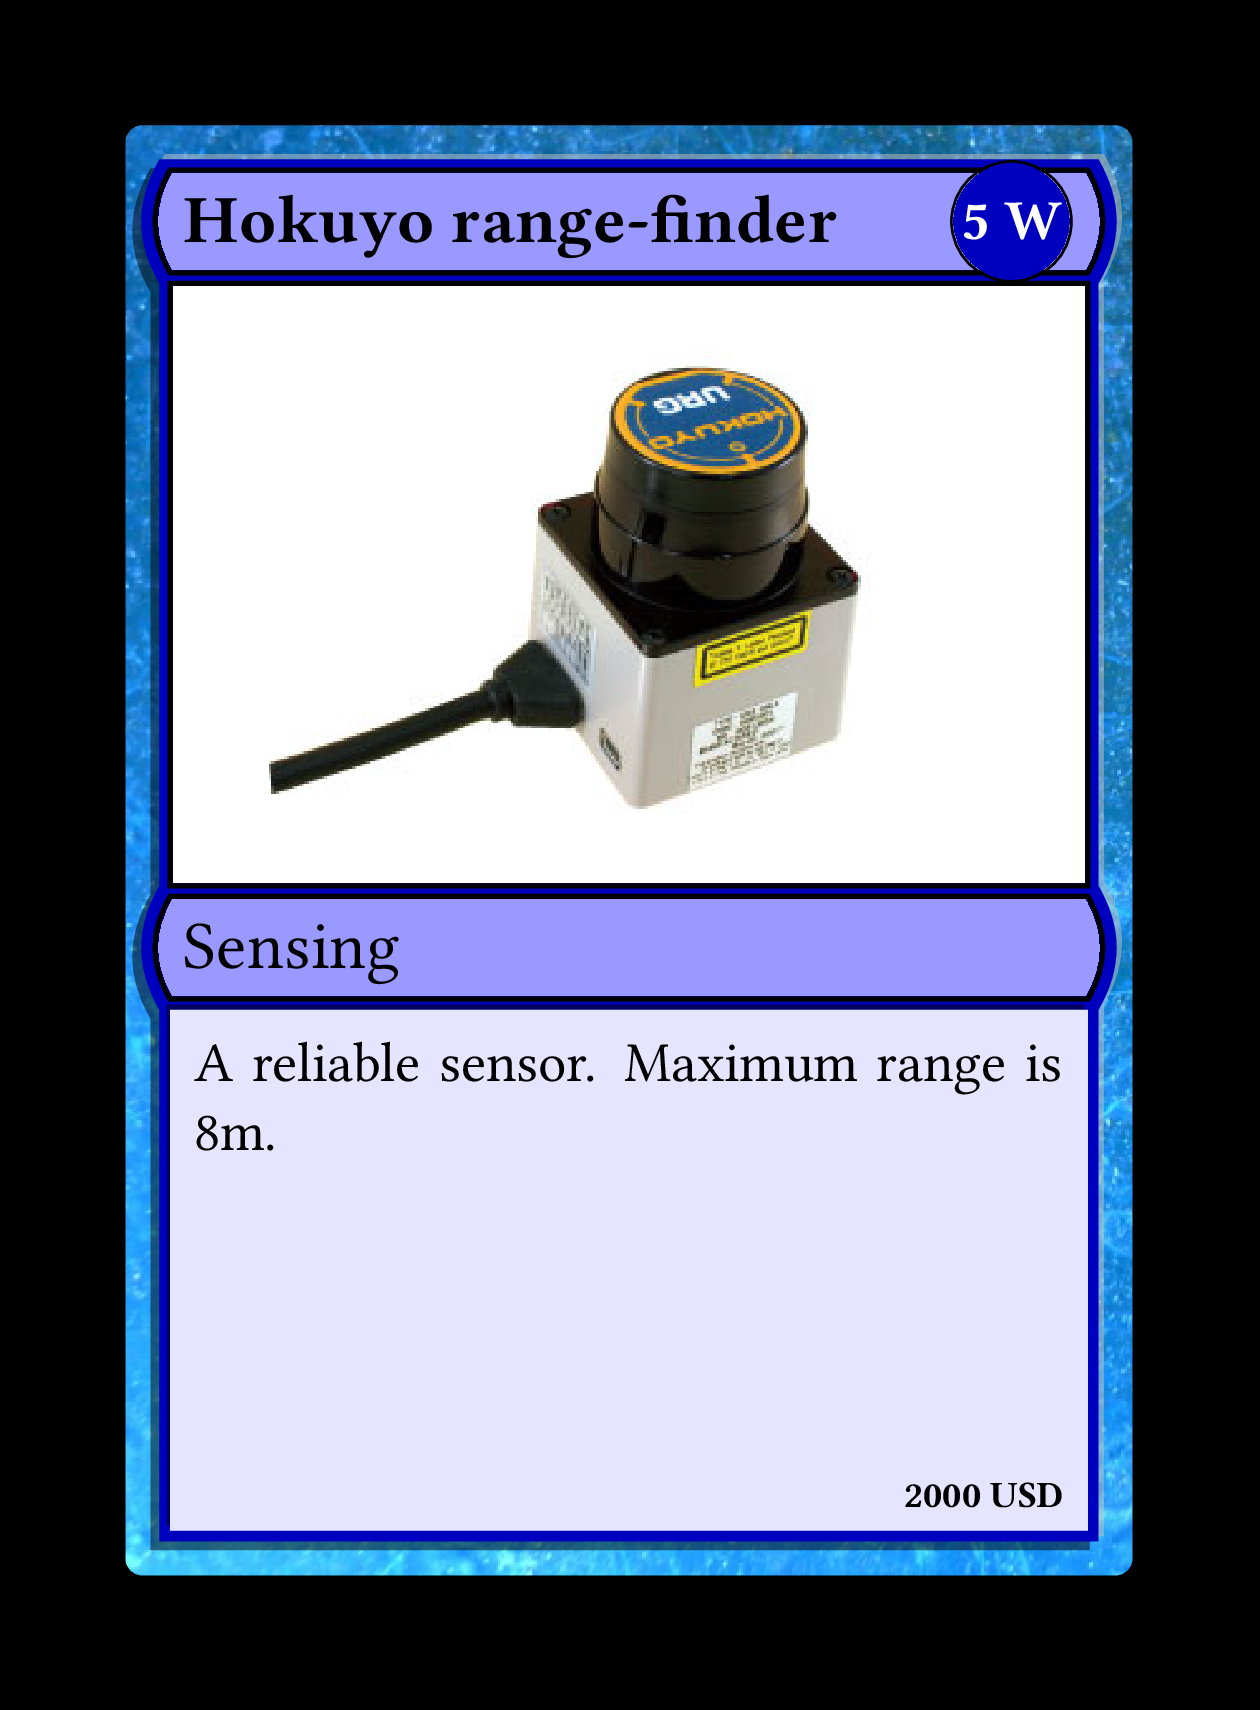 Hokuyo range-finder
5 W
URG
HOKUYO
Sensing
A reliable sensor. Maximum range is
8m.
2000 USD